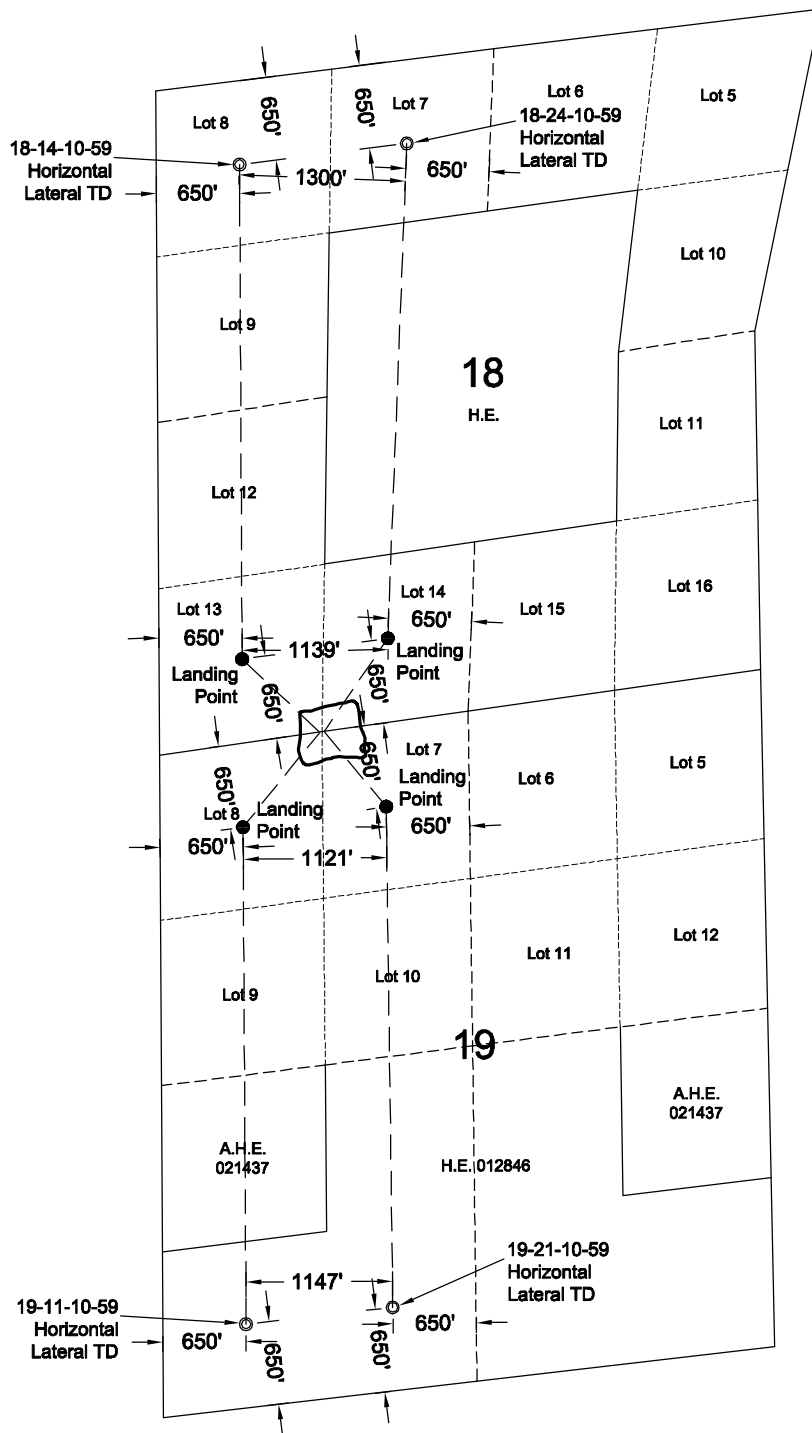 Lot 5
Lot 6
Lot 7
Lot 8
650'
650'
18-24-10-59
Horizontal
Lateral TD
18-14-10-59
Horizontal
Lateral TD
650'
1300'
650'
Lot 10
Lot 9
18
H.E.
Lot 11
Lot 12
Lot 16
Lot 14
Lot 15
Lot 13
650'
650'
1139'
Landing
Point
Landing
Point
650'
650'
650'
650'
Lot 7
Lot 6
Lot 5
Landing
Point
Lot 8
Landing
Point
650'
650'
1121'
Lot 12
Lot 11
Lot 10
Lot 9
19
A.H.E.
021437
A.H.E.
021437
H.E. 012846
19-21-10-59
Horizontal
Lateral TD
1147'
19-11-10-59
Horizontal
Lateral TD
650'
650'
650'
650'